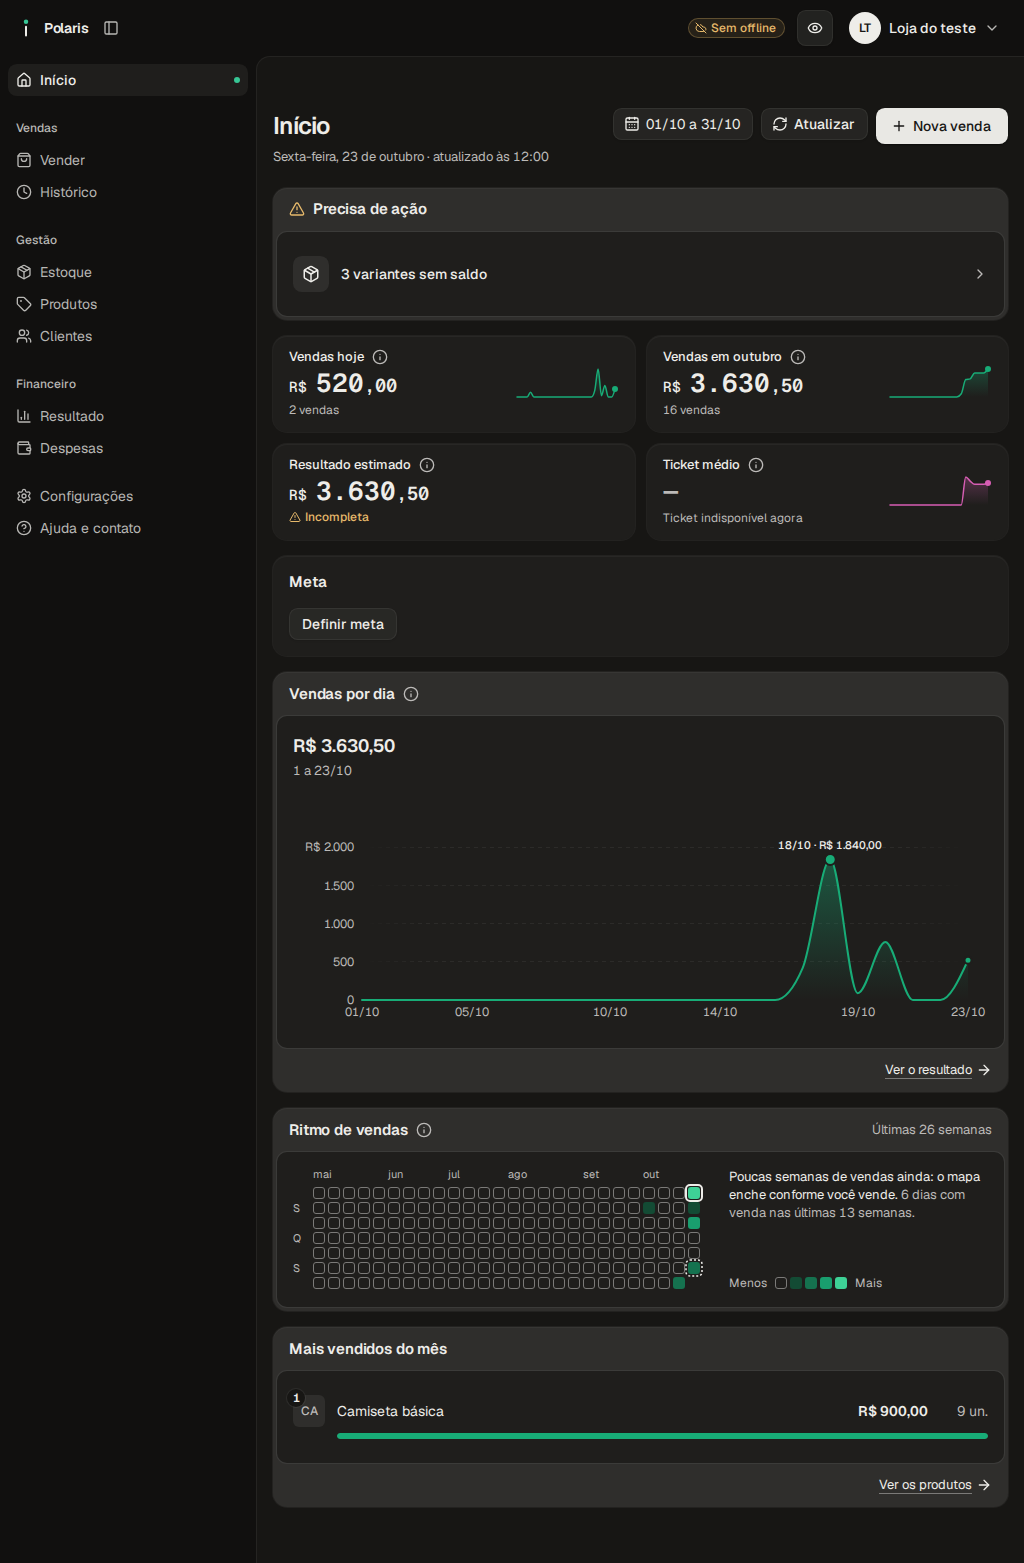 Polaris
Sem offline
LT
Loja do teste
Início
Vendas
Vender
Histórico
Gestão
Estoque
Produtos
Clientes
Financeiro
Resultado
Despesas
Configurações
Ajuda e contato
Início
01/10 a 31/10
Atualizar
Nova venda
Sexta-feira, 23 de outubro · atualizado às 12:00
Precisa de ação
3 variantes sem saldo
Vendas hoje
R$ 520,00
2 vendas
Vendas em outubro
R$ 3.630,50
16 vendas
Resultado estimado
R$ 3.630,50
Incompleta
Ticket médio
—
Ticket indisponível agora
Meta
Definir meta
Vendas por dia
R$ 3.630,50
1 a 23/10
18/10 · R$ 1.840,00
R$ 2.000
1.500
1.000
500
0
01/10 05/10 10/10 14/10 19/10 23/10
Ver o resultado
Ritmo de vendas
Últimas 26 semanas
mai jun jul ago set out
S
Q
S
Poucas semanas de vendas ainda: o mapa
enche conforme você vende. 6 dias com
venda nas últimas 13 semanas.
Menos Mais
Mais vendidos do mês
1
CA
Camiseta básica
R$ 900,00
9 un.
Ver os produtos